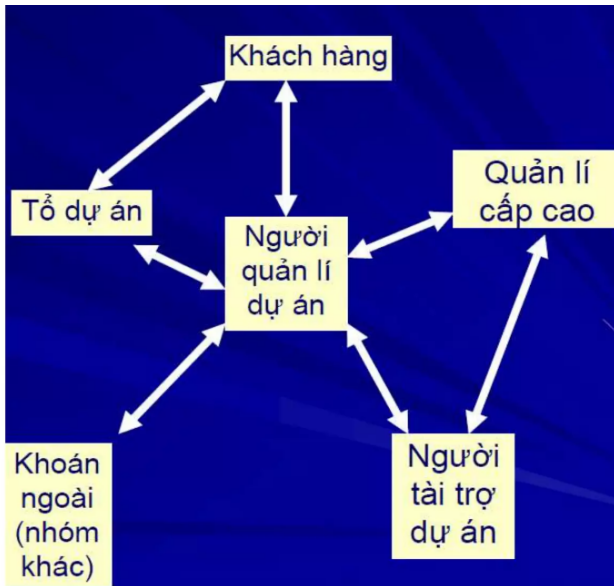 Khách hàng
Quản lí
cấp cao
Tổ dự án
Người
quản lí
dự án
Khoán
ngoài
(nhóm
khác)
Người
tài trợ
dự án